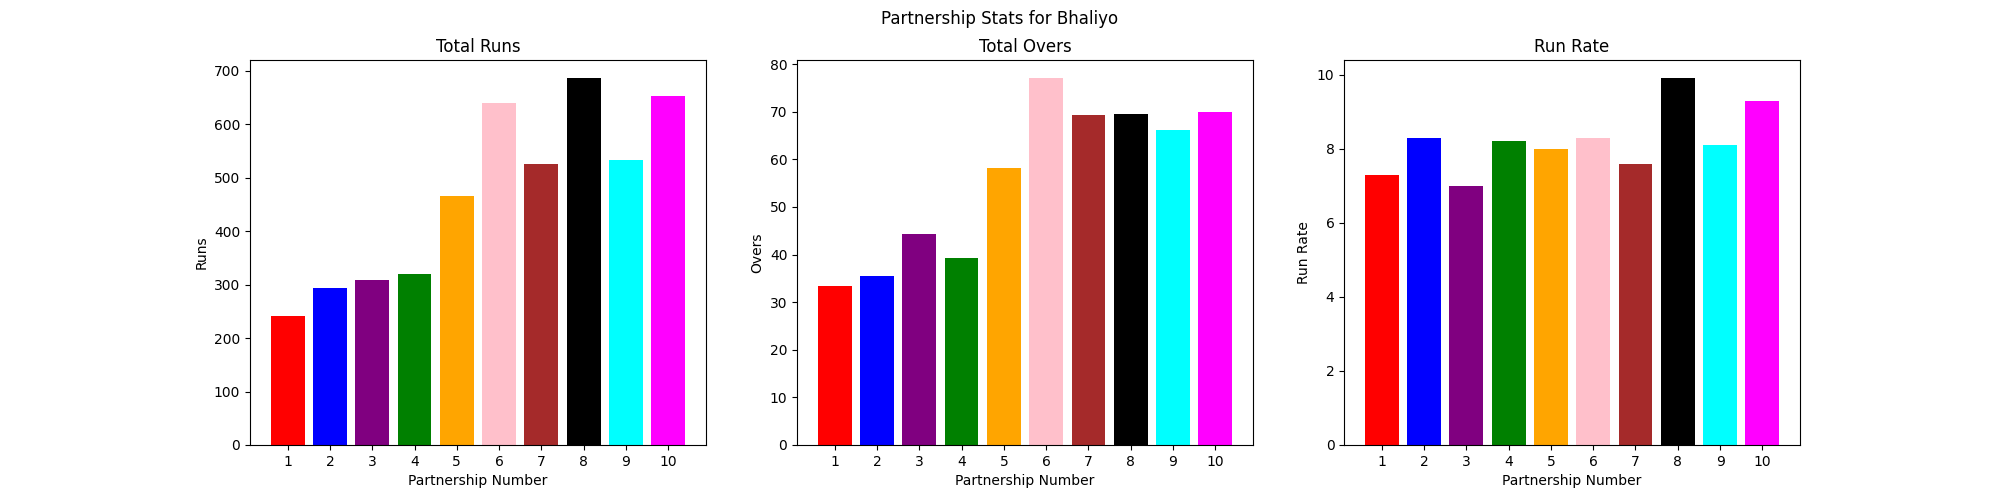 Partnership Stats for Bhaliyo
Total Runs
700
600
500
400
300
200
100
0
Runs
1 2 3 4 5 6 7 8 9 10
Partnership Number
Total Overs
80
70
60
50
40
30
20
10
0
Overs
1 2 3 4 5 6 7 8 9 10
Partnership Number
Run Rate
10
8
6
4
2
0
Run Rate
1 2 3 4 5 6 7 8 9 10
Partnership Number